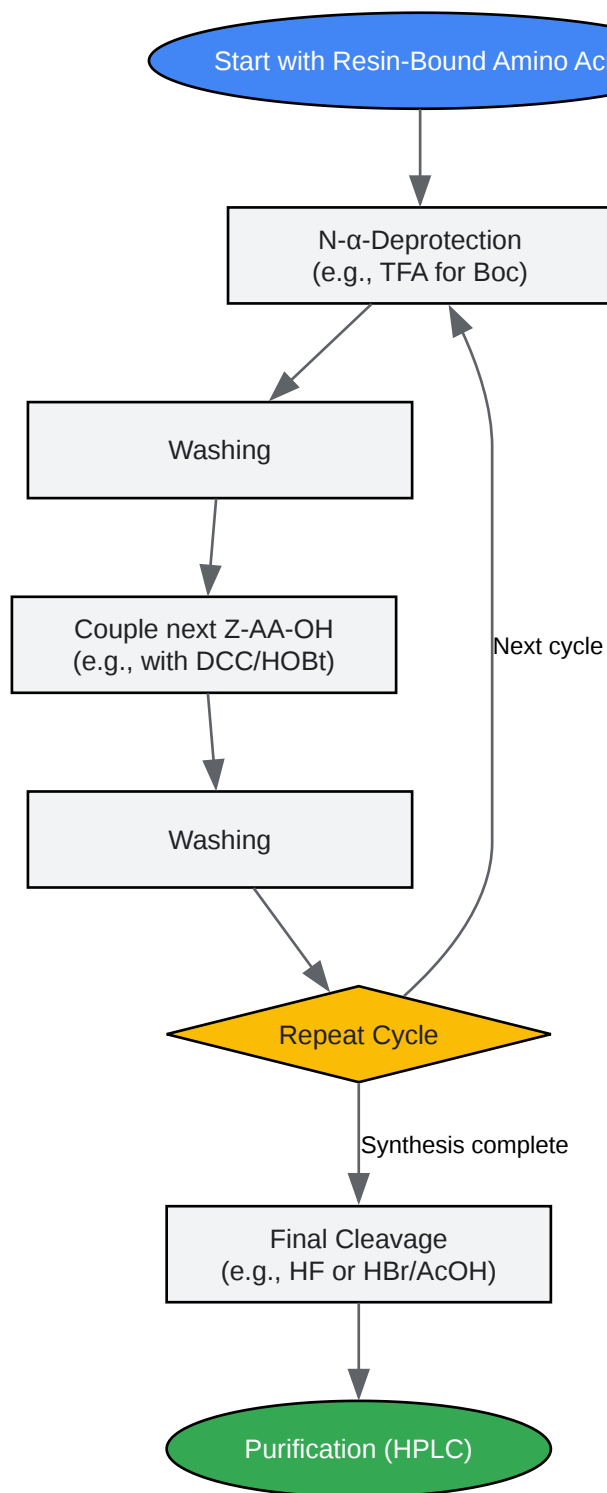 Start with Resin-Bound Amino Ac
N-α-Deprotection
(e.g., TFA for Boc)
Washing
Couple next Z-AA-OH
(e.g., with DCC/HOBt)
Next cycle
Washing
Repeat Cycle
Synthesis complete
Final Cleavage
(e.g., HF or HBr/AcOH)
Purification (HPLC)